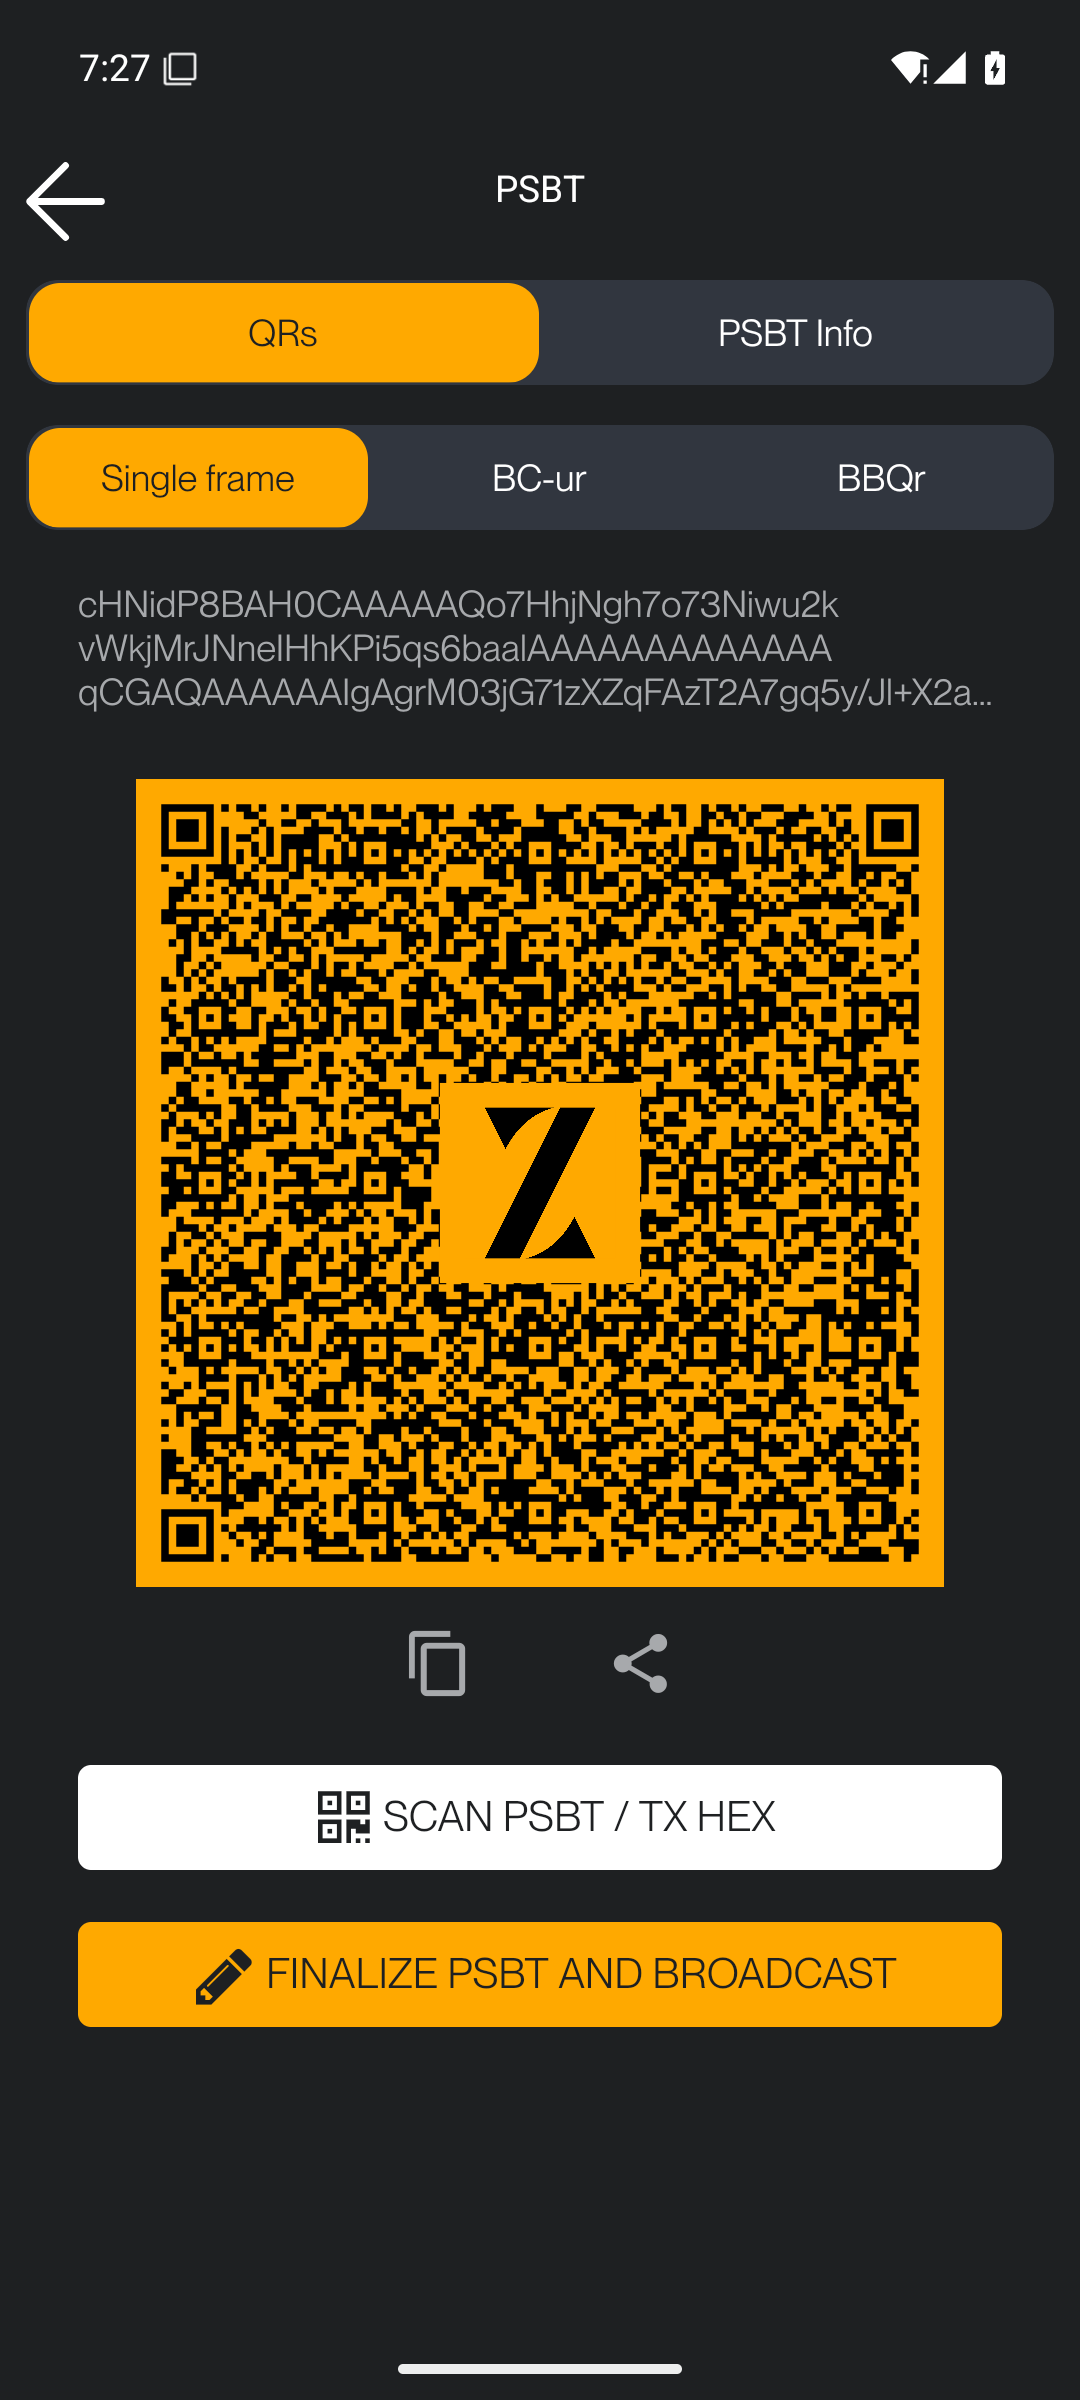 7:27
PSBT
QRs
PSBT Info
Single frame
BC-ur
BBQr
cHNidP8BAH0CAAAAAQo7HhjNgh7o73Niwu2k
vWkjMrJNnelHhKPi5qs6baalAAAAAAAAAAAAA
qCGAQAAAAAAIgAgrM03jG71zXZqFAzT2A7gq5y/Jl+X2a...
Z
SCAN PSBT / TX HEX
FINALIZE PSBT AND BROADCAST